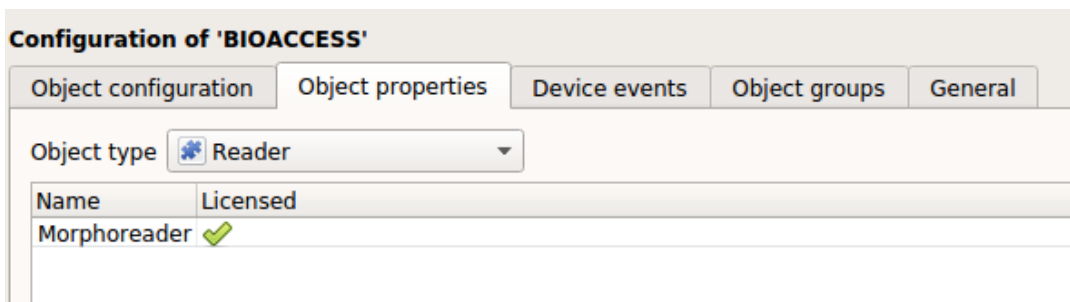 Configuration of 'BIOACCESS'
Object configuration Object properties Device events Object groups General
Object type Reader
Name Licensed
Morphoreader